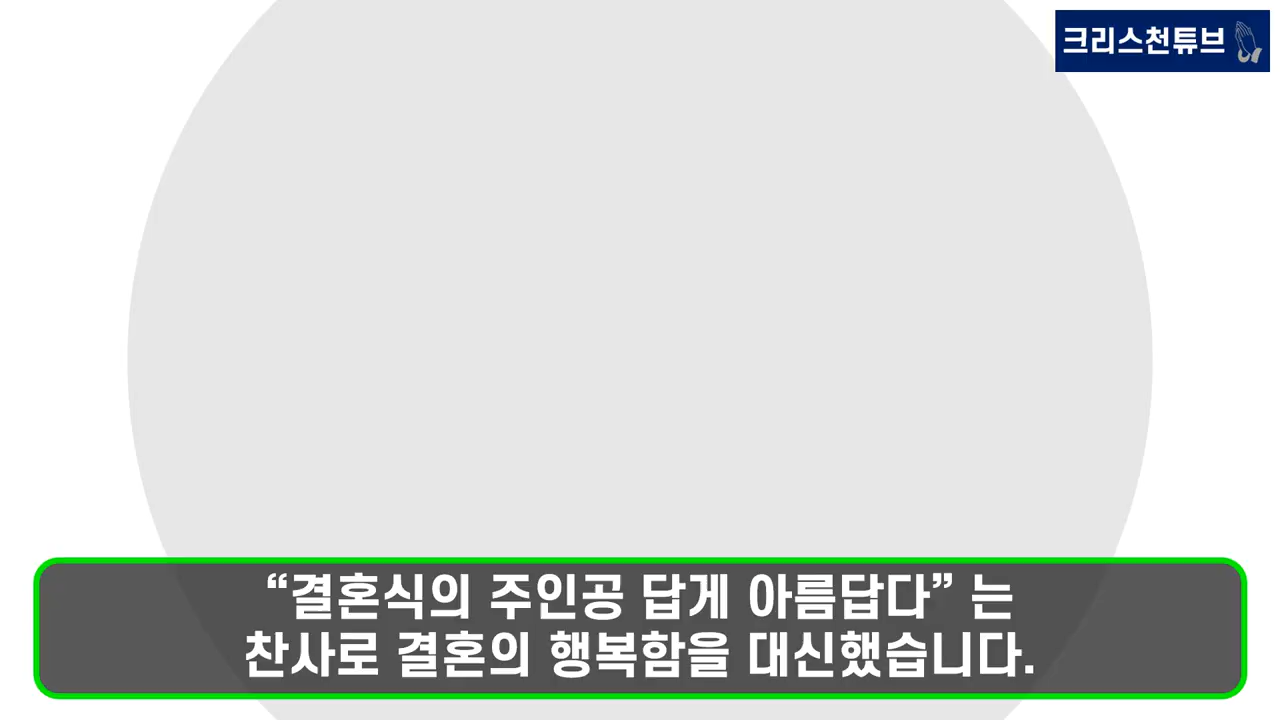 크리스천튜브
“결혼식의 주인공 답게 아름답다” 는
찬사로 결혼의 행복함을 대신했습니다.